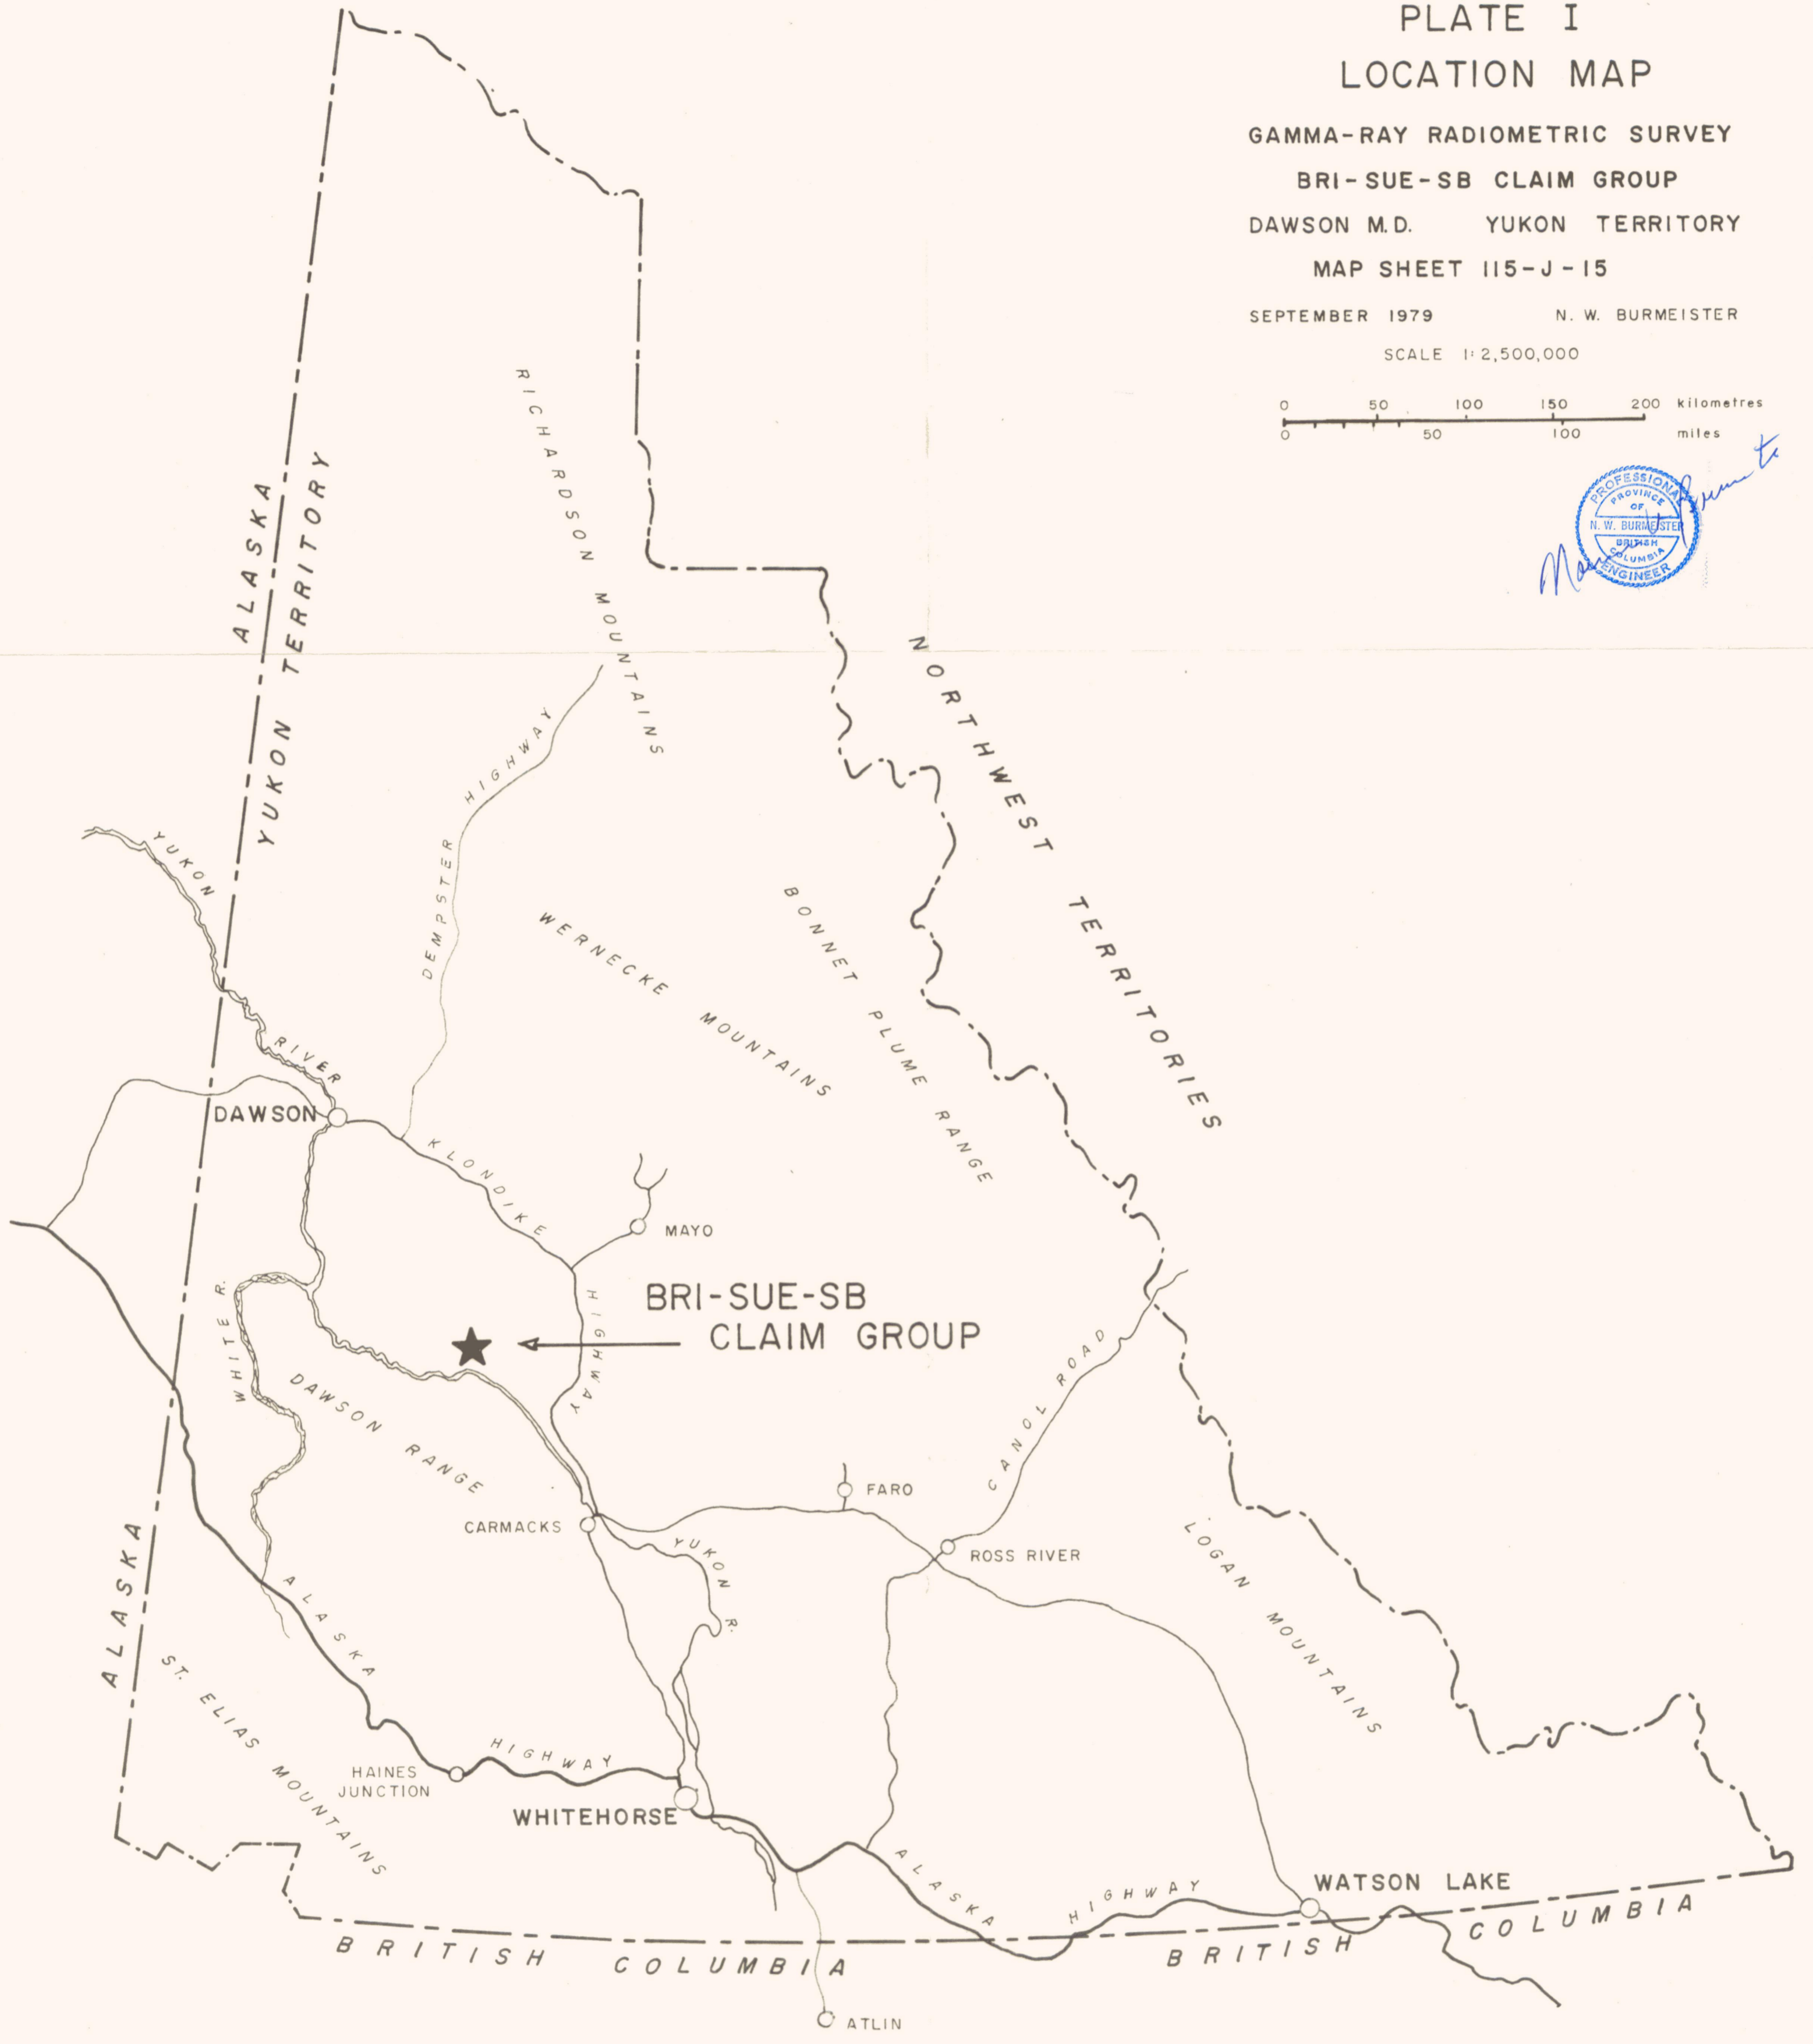 PLATE I
LOCATION MAP
GAMMA-RAY RADIOMETRIC SURVEY
BRI-SUE-SB CLAIM GROUP
DAWSON M.D. YUKON TERRITORY
MAP SHEET 115-J-15
SEPTEMBER 1979 N. W. BURMEISTER
SCALE 1:2,500,000
0 50 100 150 200 kilometres
0 50 100 miles
PROFESSIONAL
PROVINCE
OF
N. W. BURMEISTER
BRITISH
COLUMBIA
ENGINEER
ALASKA
YUKON TERRITORY
RICHARDSON MOUNTAINS
NORTHWEST TERRITORIES
DEMPSTER HIGHWAY
YUKON RIVER
WERNECKE MOUNTAINS
BONNET PLUME RANGE
DAWSON
KLONDIKE HIGHWAY
MAYO
BRI-SUE-SB
CLAIM GROUP
WHITE R.
DAWSON RANGE
CANOL ROAD
FARO
CARMACKS
YUKON R.
ROSS RIVER
LOGAN MOUNTAINS
ALASKA
ALASKA HIGHWAY
ST. ELIAS MOUNTAINS
HAINES
JUNCTION
WHITEHORSE
ALASKA HIGHWAY
WATSON LAKE
BRITISH COLUMBIA
BRITISH COLUMBIA
ATLIN